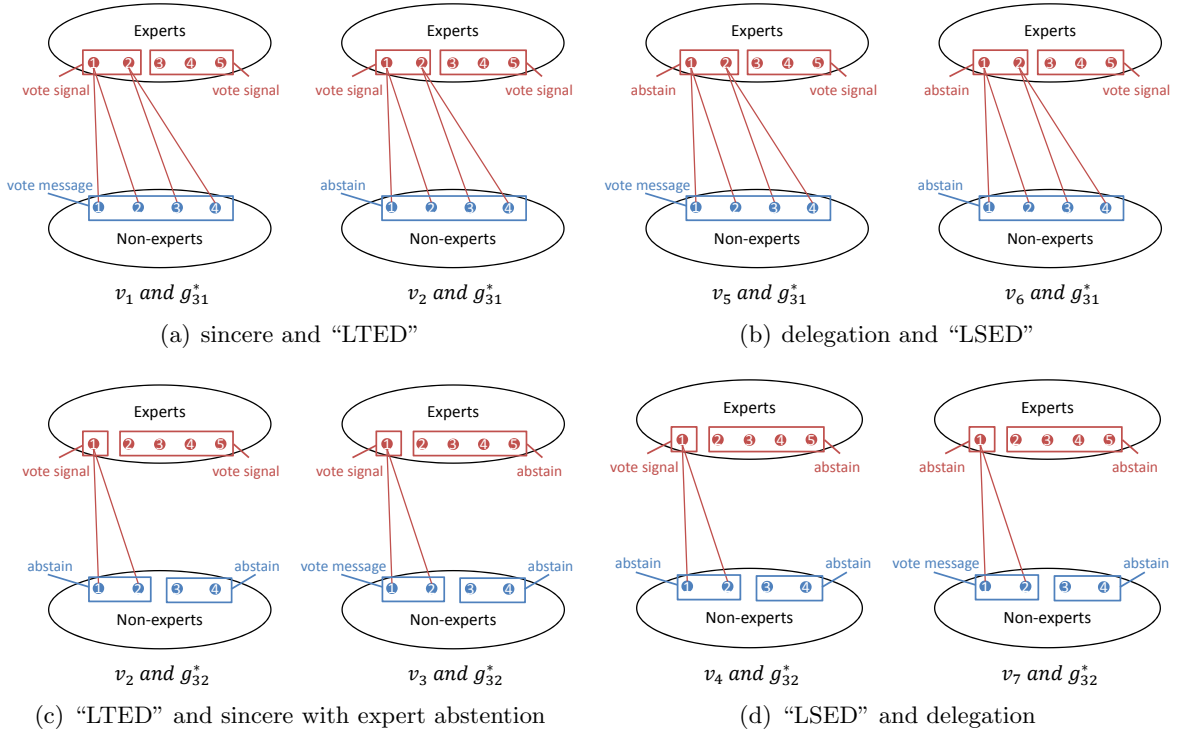 Experts Experts Experts Experts
1 2 3 4 5 1 2 3 4 5 1 2 3 4 5 1 2 3 4 5
vote signal vote signal vote signal vote signal abstain vote signal abstain vote signal
vote message abstain vote message abstain
1 2 3 4 1 2 3 4 1 2 3 4 1 2 3 4
Non-experts Non-experts Non-experts Non-experts
v₁ and g*₃₁ v₂ and g*₃₁ v₅ and g*₃₁ v₆ and g*₃₁
(a) sincere and “LTED” (b) delegation and “LSED”
Experts Experts Experts Experts
1 2 3 4 5 1 2 3 4 5 1 2 3 4 5 1 2 3 4 5
vote signal vote signal vote signal abstain vote signal abstain abstain abstain
abstain abstain vote message abstain abstain abstain vote message abstain
1 2 3 4 1 2 3 4 1 2 3 4 1 2 3 4
Non-experts Non-experts Non-experts Non-experts
v₂ and g*₃₂ v₃ and g*₃₂ v₄ and g*₃₂ v₇ and g*₃₂
(c) “LTED” and sincere with expert abstention (d) “LSED” and delegation